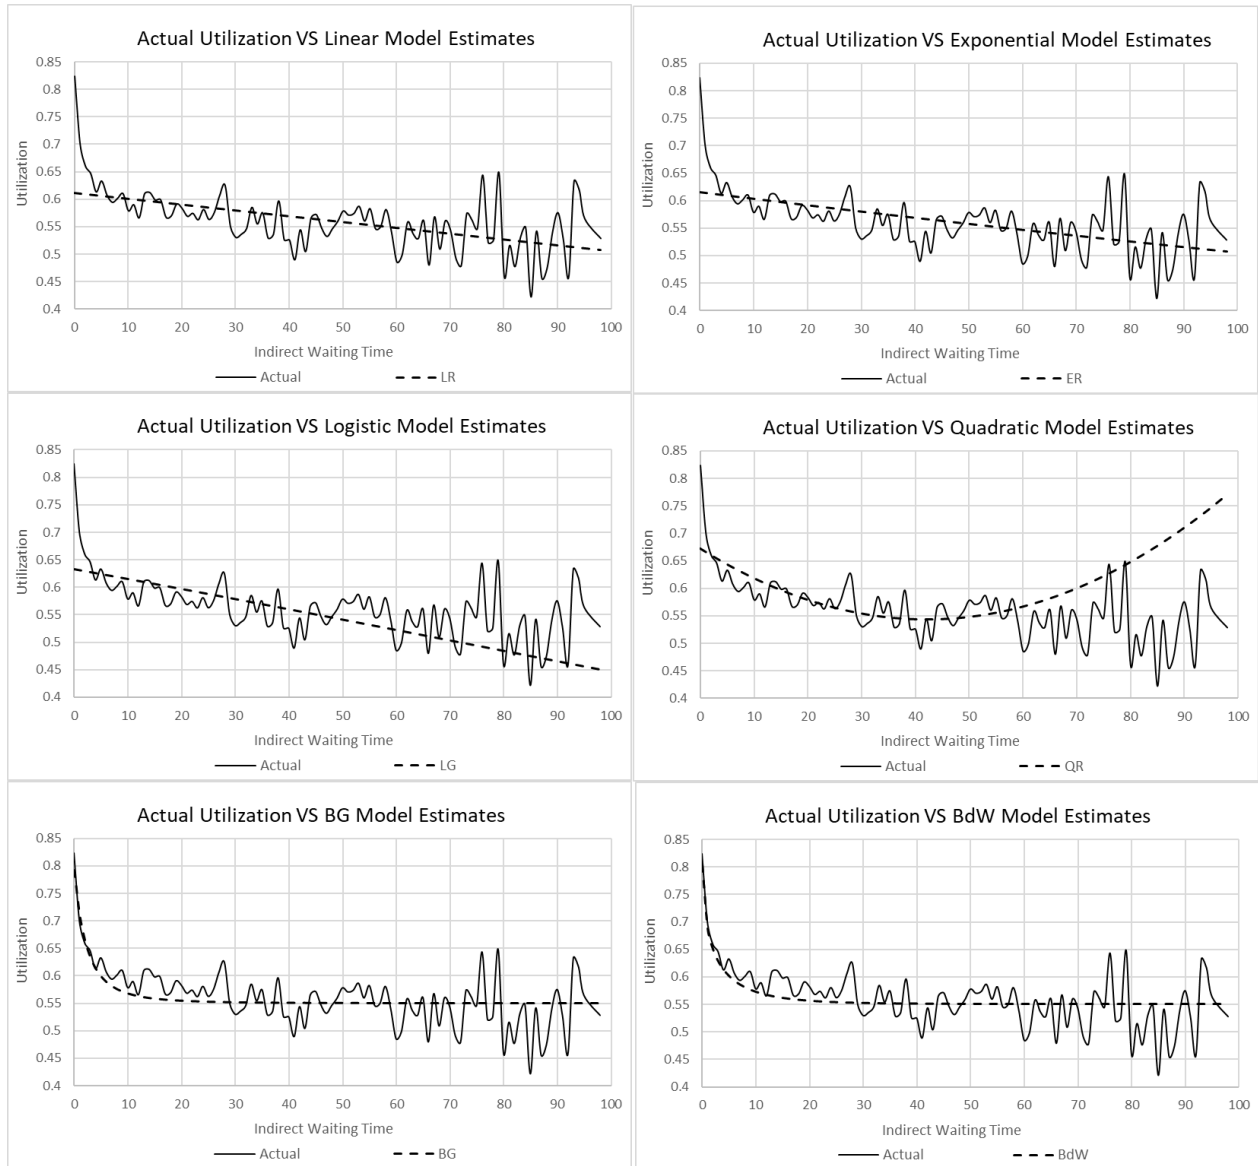 Actual Utilization VS Linear Model Estimates
Utilization
0.85
0.8
0.75
0.7
0.65
0.6
0.55
0.5
0.45
0.4
0 10 20 30 40 50 60 70 80 90 100
Indirect Waiting Time
Actual LR
Actual Utilization VS Exponential Model Estimates
Utilization
0.85
0.8
0.75
0.7
0.65
0.6
0.55
0.5
0.45
0.4
0 10 20 30 40 50 60 70 80 90 100
Indirect Waiting Time
Actual ER
Actual Utilization VS Logistic Model Estimates
Utilization
0.85
0.8
0.75
0.7
0.65
0.6
0.55
0.5
0.45
0.4
0 10 20 30 40 50 60 70 80 90 100
Indirect Waiting Time
Actual LG
Actual Utilization VS Quadratic Model Estimates
Utilization
0.85
0.8
0.75
0.7
0.65
0.6
0.55
0.5
0.45
0.4
0 10 20 30 40 50 60 70 80 90 100
Indirect Waiting Time
Actual QR
Actual Utilization VS BG Model Estimates
Utilization
0.85
0.8
0.75
0.7
0.65
0.6
0.55
0.5
0.45
0.4
0 10 20 30 40 50 60 70 80 90 100
Indirect Waiting Time
Actual BG
Actual Utilization VS BdW Model Estimates
Utilization
0.85
0.8
0.75
0.7
0.65
0.6
0.55
0.5
0.45
0.4
0 10 20 30 40 50 60 70 80 90 100
Indirect Waiting Time
Actual BdW